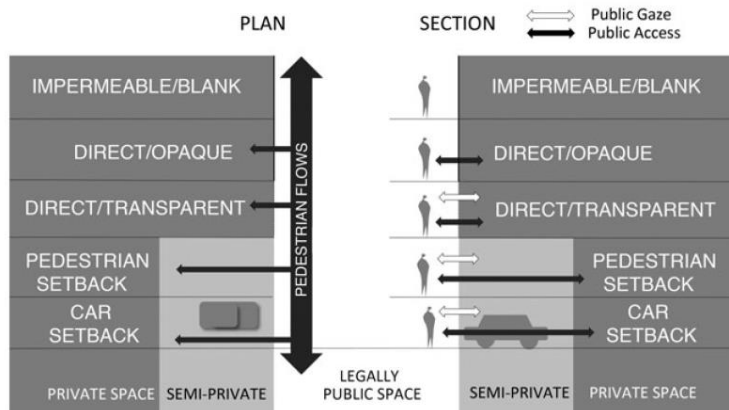 PLAN
SECTION
Public Gaze
Public Access
IMPERMEABLE/BLANK
DIRECT/OPAQUE
DIRECT/TRANSPARENT
PEDESTRIAN
SETBACK
CAR
SETBACK
PRIVATE SPACE
SEMI-PRIVATE
PEDESTRIAN FLOWS
LEGALLY
PUBLIC SPACE
IMPERMEABLE/BLANK
DIRECT/OPAQUE
DIRECT/TRANSPARENT
PEDESTRIAN
SETBACK
CAR
SETBACK
SEMI-PRIVATE
PRIVATE SPACE